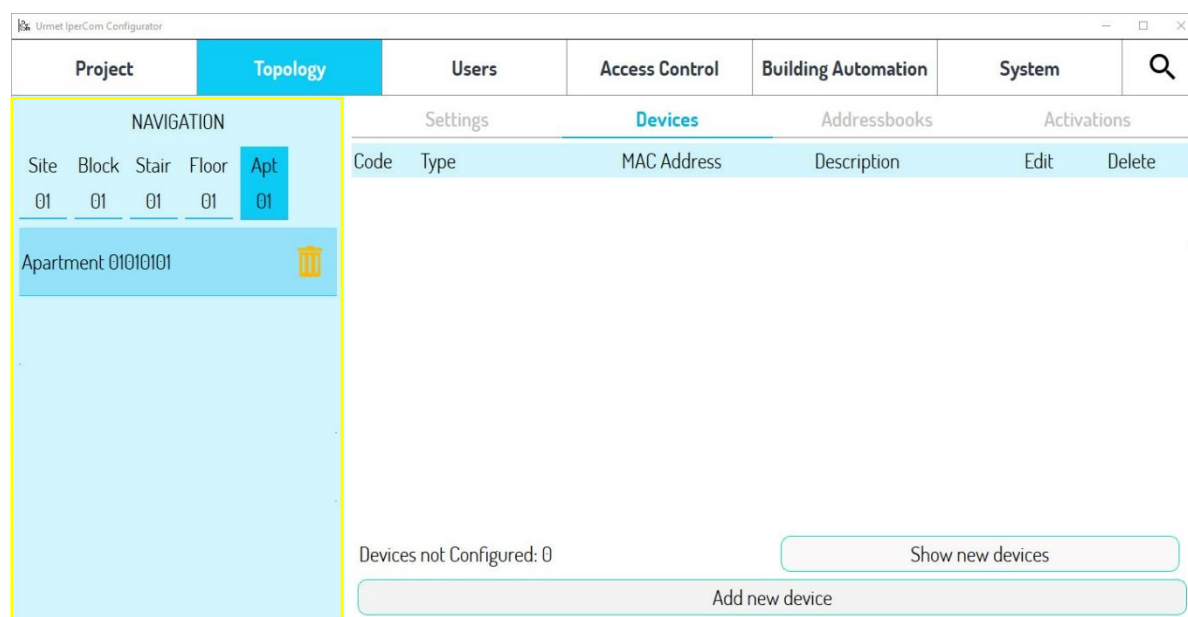 Urmet IperCom Configurator
Project Topology Users Access Control Building Automation System
NAVIGATION
Site Block Stair Floor Apt
01 01 01 01 01
Apartment 01010101
Settings Devices Addressbooks Activations
Code Type MAC Address Description Edit Delete
Devices not Configured: 0 Show new devices
Add new device